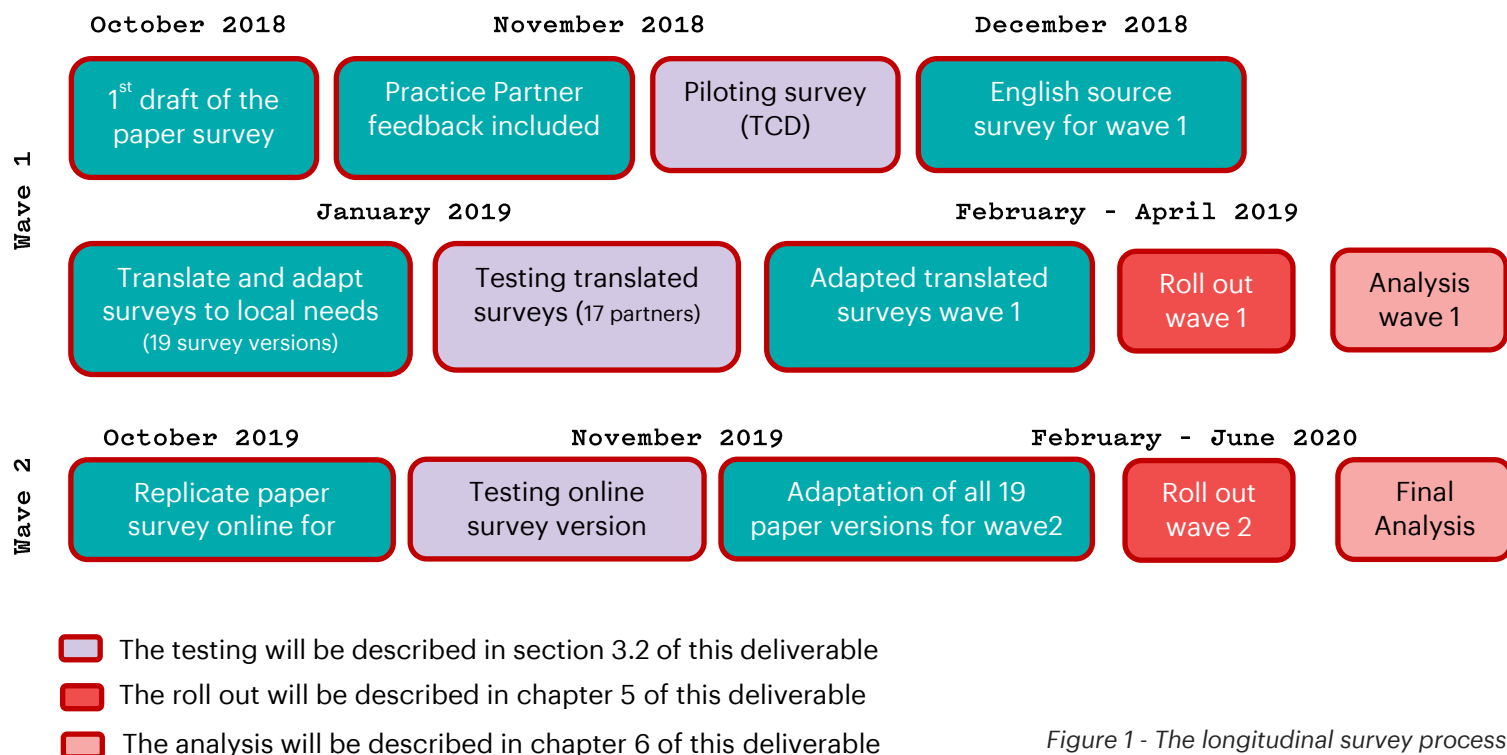 October 2018
November 2018
December 2018
Wave 1
1st draft of the
paper survey
Practice Partner
feedback included
Piloting survey
(TCD)
English source
survey for wave 1
January 2019
February - April 2019
Translate and adapt
surveys to local needs
(19 survey versions)
Testing translated
surveys (17 partners)
Adapted translated
surveys wave 1
Roll out
wave 1
Analysis
wave 1
October 2019
November 2019
February - June 2020
Wave 2
Replicate paper
survey online for
Testing online
survey version
Adaptation of all 19
paper versions for wave2
Roll out
wave 2
Final
Analysis
The testing will be described in section 3.2 of this deliverable
The roll out will be described in chapter 5 of this deliverable
The analysis will be described in chapter 6 of this deliverable
Figure 1 - The longitudinal survey process